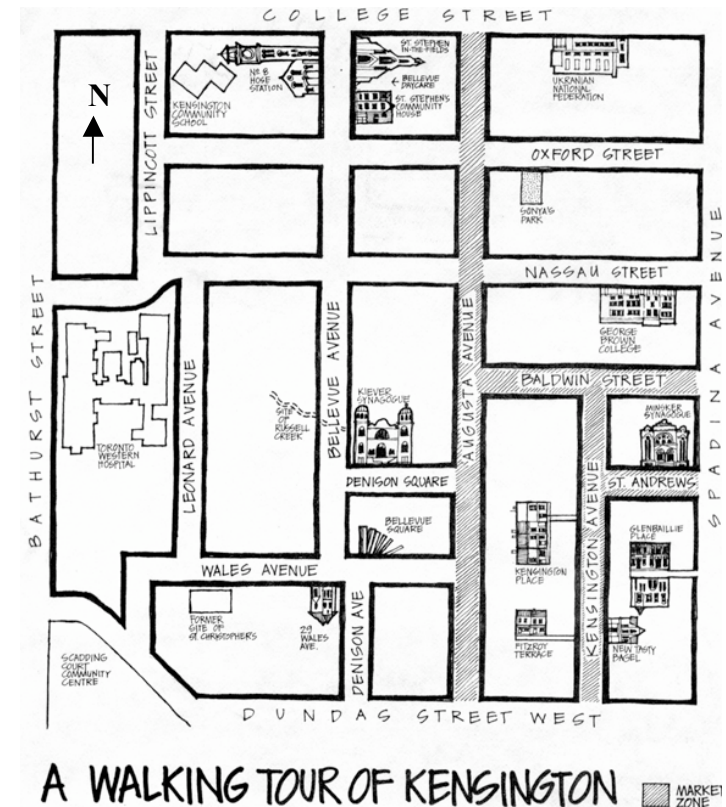 COLLEGE STREET
N
LIPPINCOTT STREET
KENSINGTON
COMMUNITY
SCHOOL
No 8
HOSE
STATION
ST. STEPHEN
IN-THE-FIELDS
BELLEVUE
DAYCARE
ST. STEPHEN'S
COMMUNITY
HOUSE
UKRANIAN
NATIONAL
FEDERATION
OXFORD STREET
SONYA'S
PARK
NASSAU STREET
BATHURST STREET
TORONTO
WESTERN
HOSPITAL
LEONARD AVENUE
SITE
OF
RUSSELL
CREEK
BELLEVUE AVENUE
KIEVER
SYNAGOGUE
AUGUSTA AVENUE
GEORGE
BROWN
COLLEGE
BALDWIN STREET
MINSKER
SYNAGOGUE
SPADINA AVENUE
DENISON SQUARE
ST. ANDREWS
BELLEVUE
SQUARE
KENSINGTON
PLACE
KENSINGTON AVENUE
GLENBAILLIE
PLACE
WALES AVENUE
FORMER
SITE OF
ST. CHRISTOPHER'S
29
WALES
AVE.
DENISON AVE
FITZROY
TERRACE
NEW TASTY
BAGEL
SCADDING
COURT
COMMUNITY
CENTRE
DUNDAS STREET WEST
A WALKING TOUR OF KENSINGTON
MARKET
ZONE